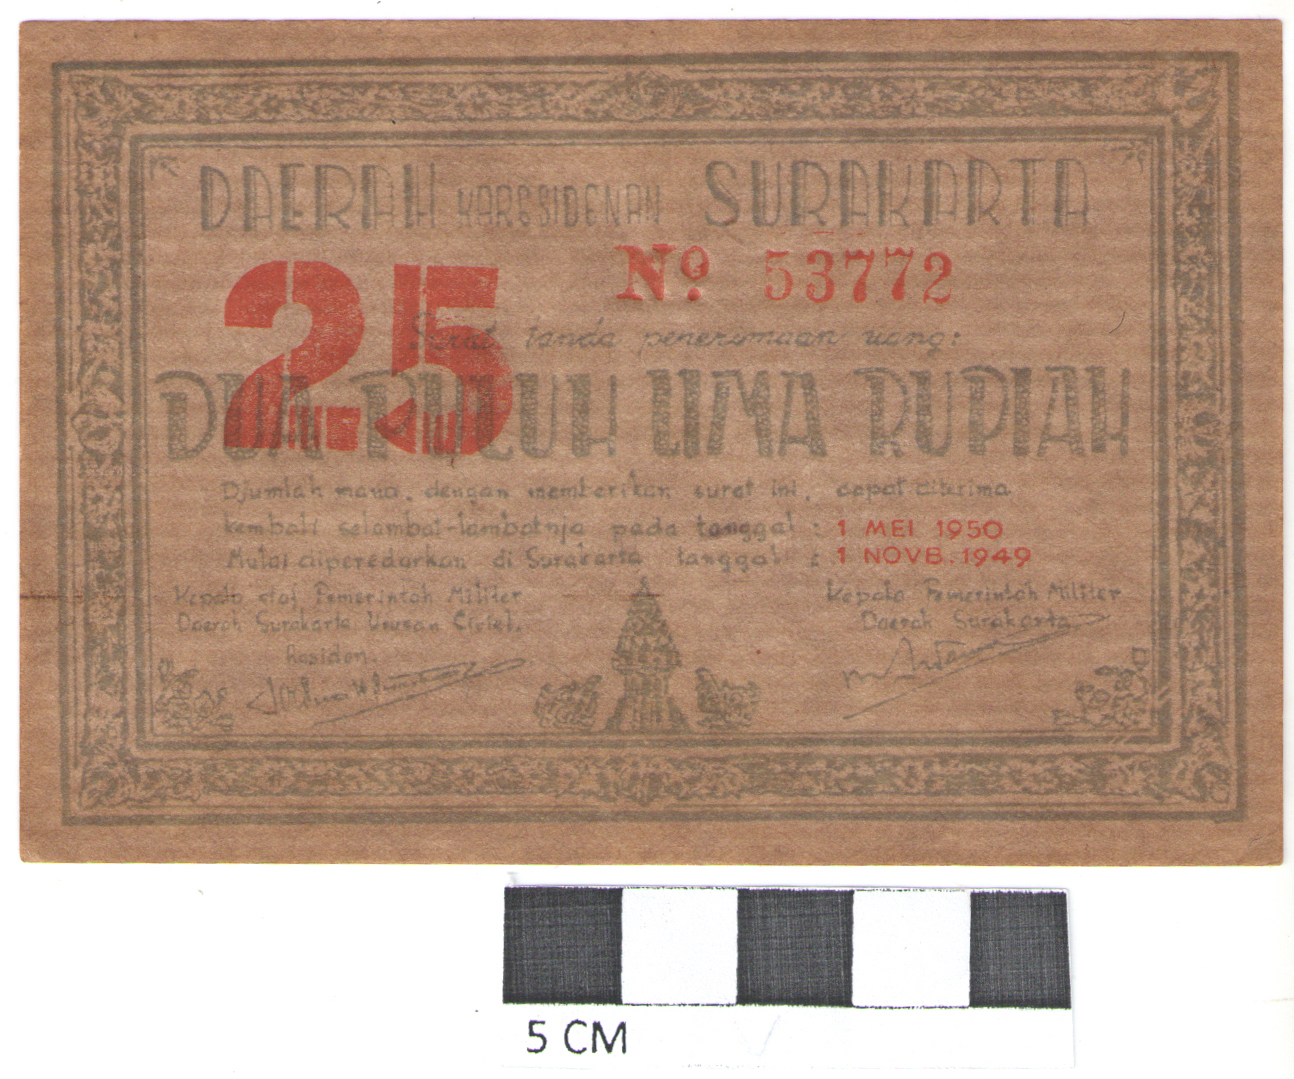 DAERAH KARESIDENAN SURAKARTA
25
No. 53772
Surat tanda penerimaan uang:
DUA PULUH LIMA RUPIAH
Djumlah mana, dengan memberikan surat ini, dapat diterima
kembali selambat-lambatnja pada tanggal : 1 MEI 1950
Mulai diperedarkan di Surakarta tanggal : 1 NOVB. 1949
Kepala staf Pemerintah Militer
Daerah Surakarta Urusan Civiel.
Residen.
Kepala Pemerintah Militer
Daerah Surakarta.
5 CM